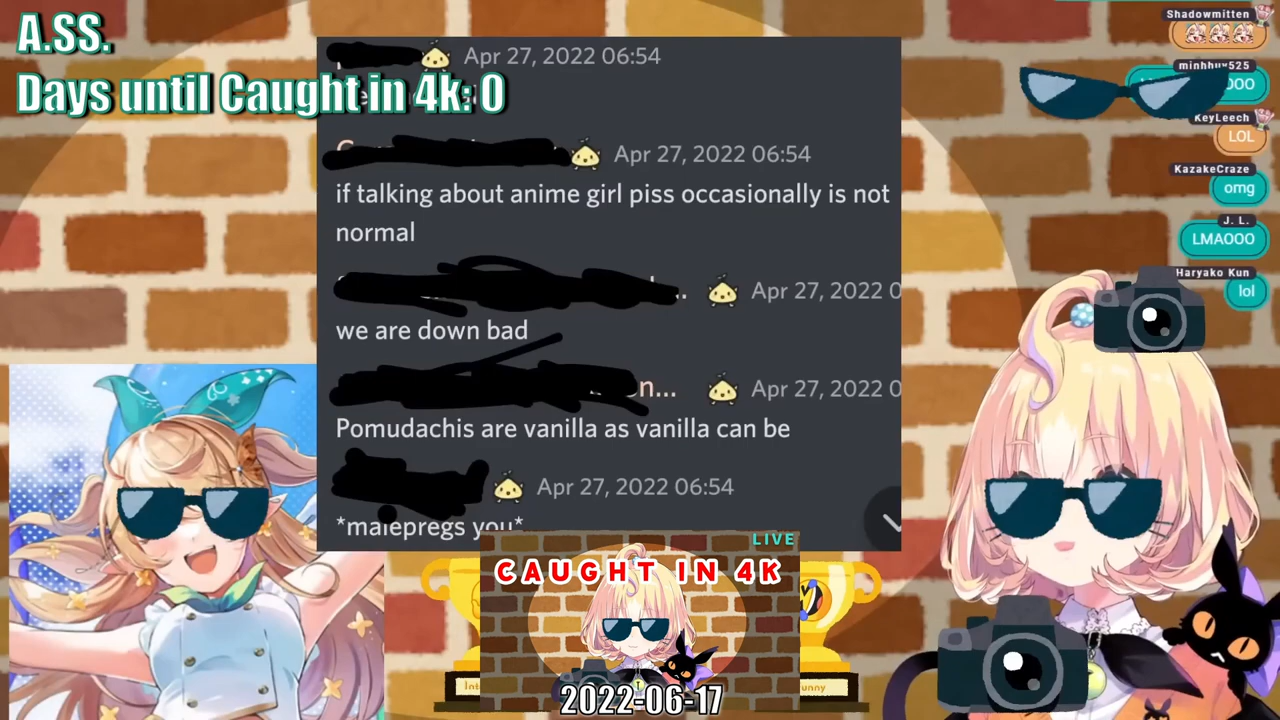 A.SS.
Days until Caught in 4k: 0
Apr 27, 2022 06:54
Apr 27, 2022 06:54
if talking about anime girl piss occasionally is not
normal
Apr 27, 2022 0
we are down bad
n... Apr 27, 2022 0
Pomudachis are vanilla as vanilla can be
Apr 27, 2022 06:54
*malepregs you*
LIVE
CAUGHT IN 4K
2022-06-17
Shadowmitten
minhhuy525
OOO
KeyLeech
LOL
KazakeCraze
omg
J. L.
LMAOOO
Haryako Kun
lol